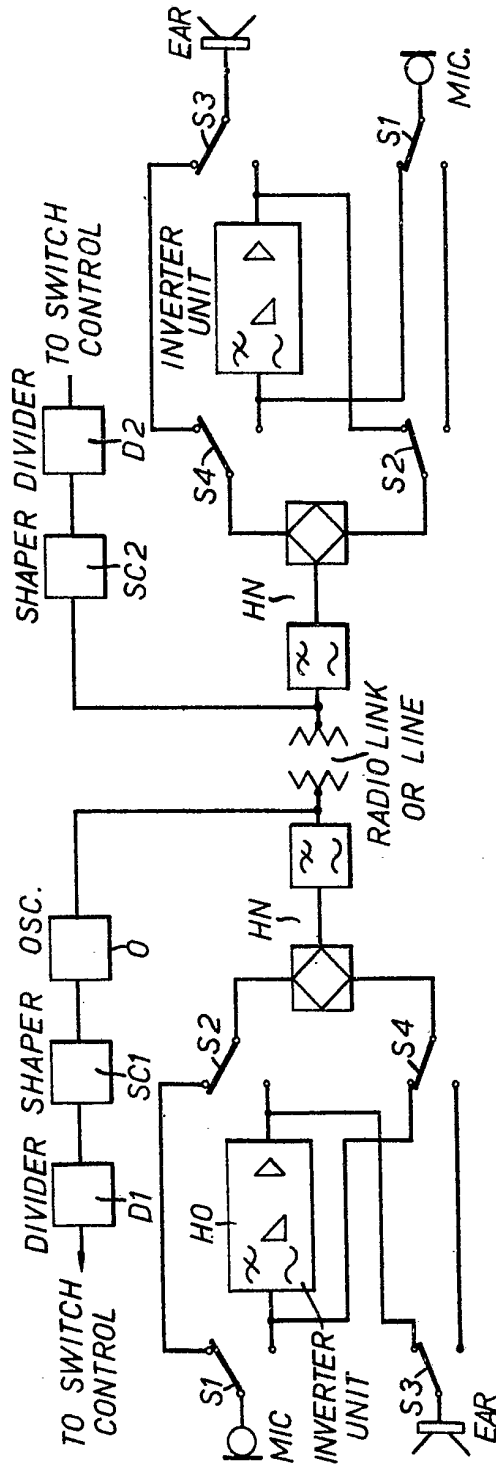 TO SWITCH
CONTROL
DIVIDER
D1
SHAPER
SC1
OSC.
O
SHAPER
SC2
DIVIDER
D2
TO SWITCH
CONTROL
S1
MIC
HO
INVERTER
UNIT
S2
S3
EAR
S4
HN
RADIO LINK
OR LINE
HN
S4
S2
INVERTER
UNIT
S3
EAR
S1
MIC.